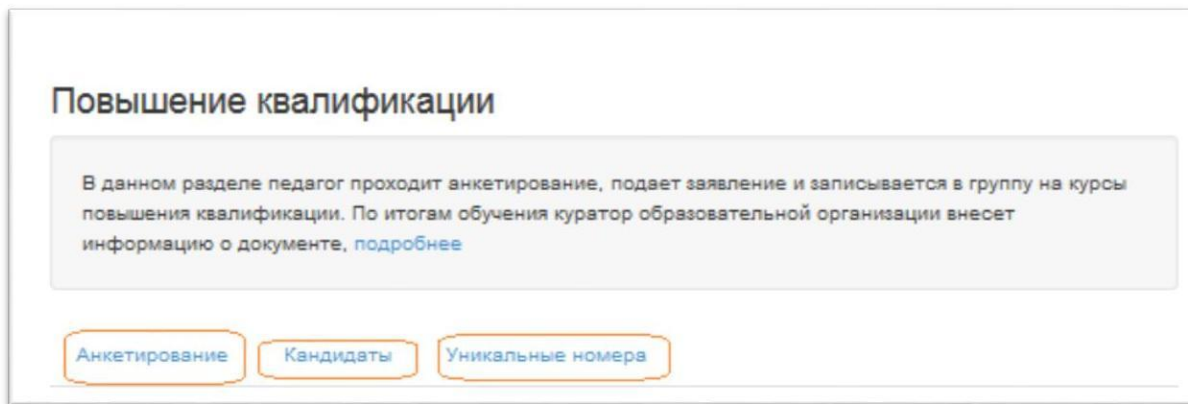 Повышение квалификации
В данном разделе педагог проходит анкетирование, подает заявление и записывается в группу на курсы
повышения квалификации. По итогам обучения куратор образовательной организации внесет
информацию о документе, подробнее
Анкетирование Кандидаты Уникальные номера